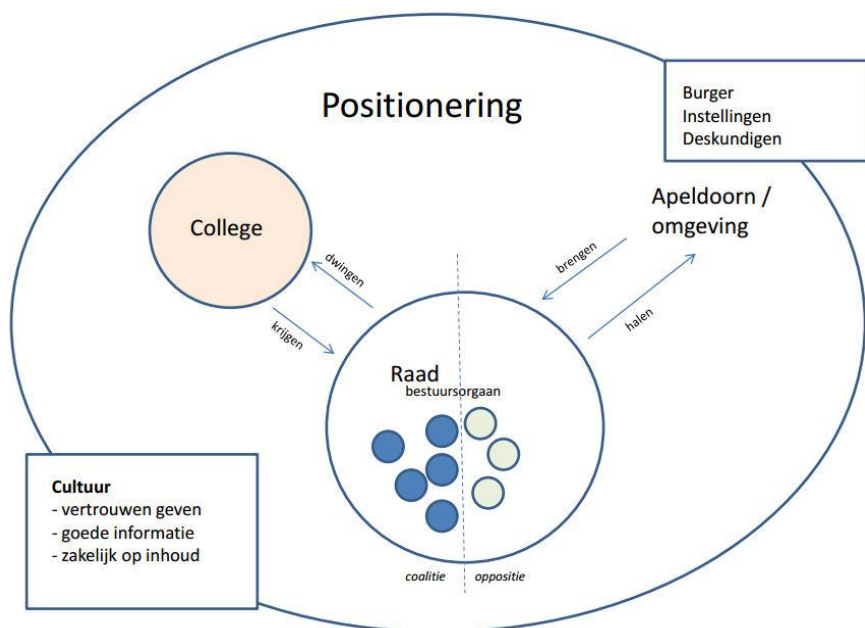 Positionering
Burger
Instellingen
Deskundigen
College
Apeldoorn /
omgeving
dwingen
krijgen
brengen
halen
Raad
bestuursorgaan
Cultuur
- vertrouwen geven
- goede informatie
- zakelijk op inhoud
coalitie
oppositie